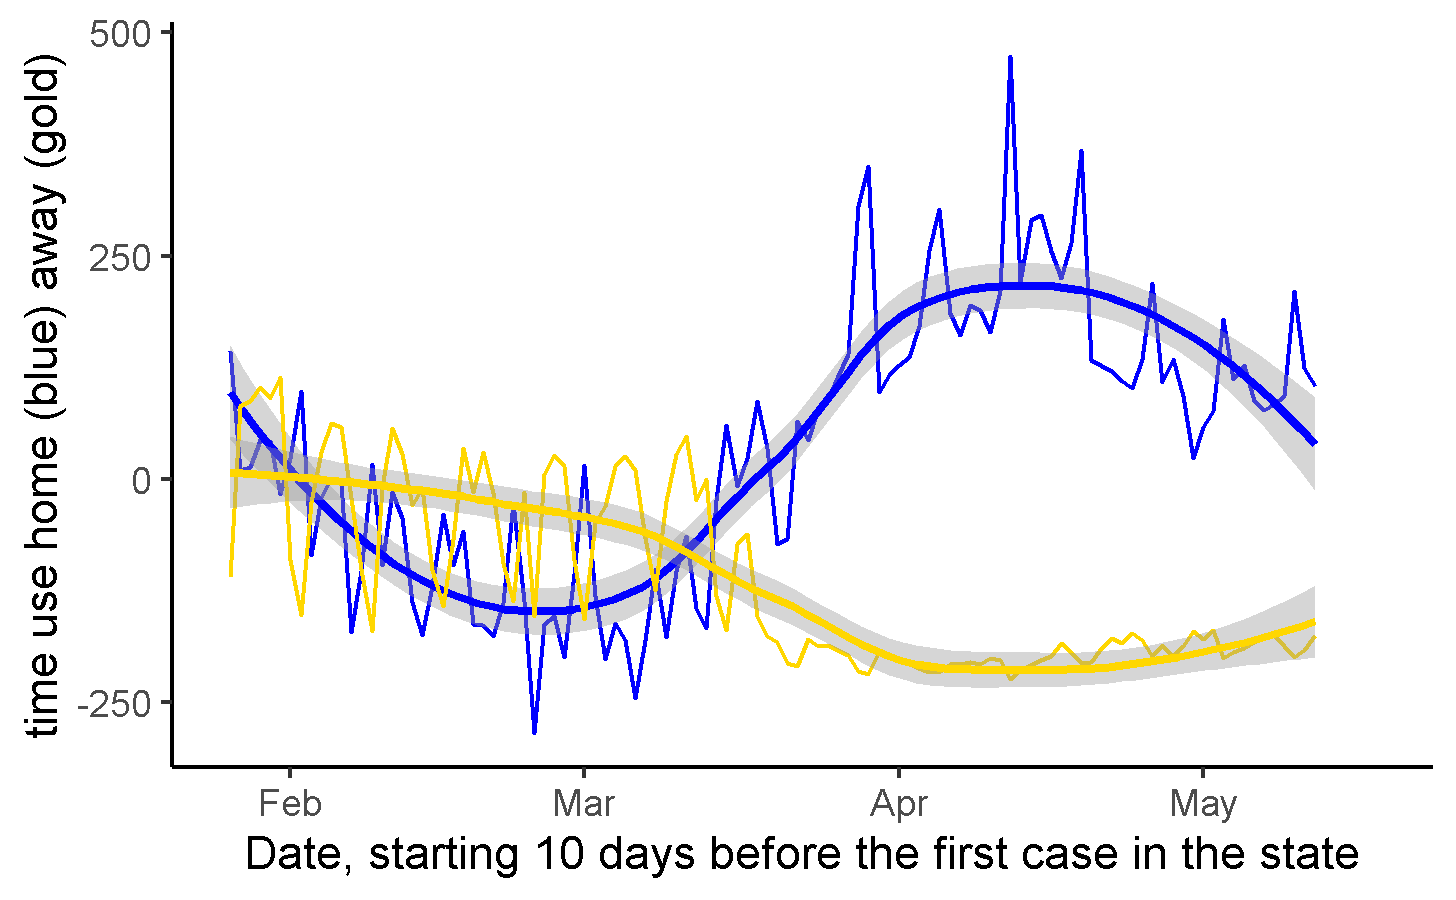 time use home (blue) away (gold)
500
250
0
-250
Feb
Mar
Apr
May
Date, starting 10 days before the first case in the state